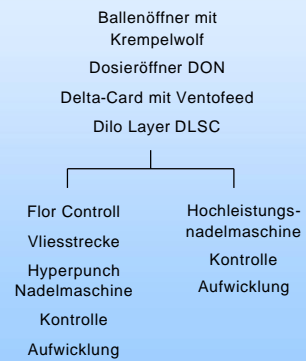 Ballenöffner mit
Krempelwolf
Dosieröffner DON
Delta-Card mit Ventofeed
Dilo Layer DLSC
Flor Controll
Vliesstrecke
Hyperpunch
Nadelmaschine
Kontrolle
Aufwicklung
Hochleistungs-
nadelmaschine
Kontrolle
Aufwicklung